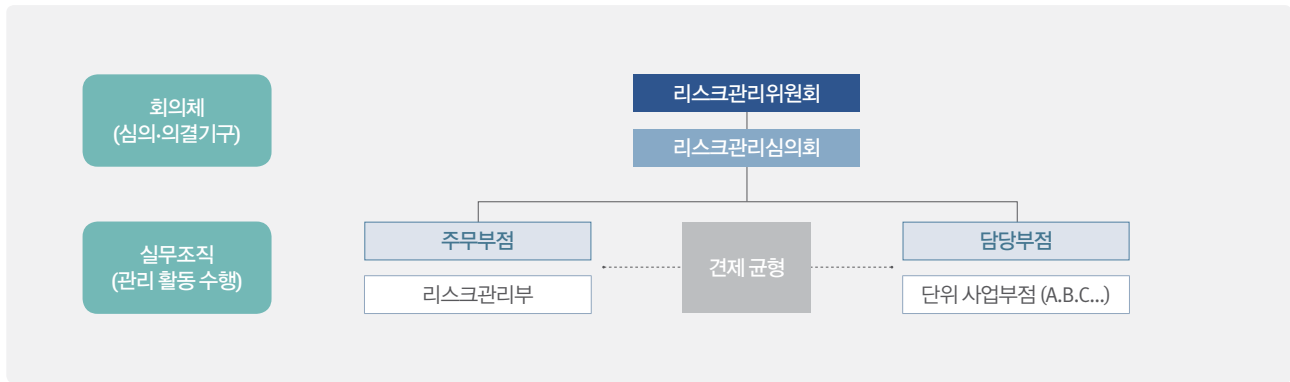 회의체
(심의·의결기구)
리스크관리위원회
리스크관리심의회
실무조직
(관리 활동 수행)
주무부점
리스크관리부
견제 균형
담당부점
단위 사업부점 (A.B.C...)